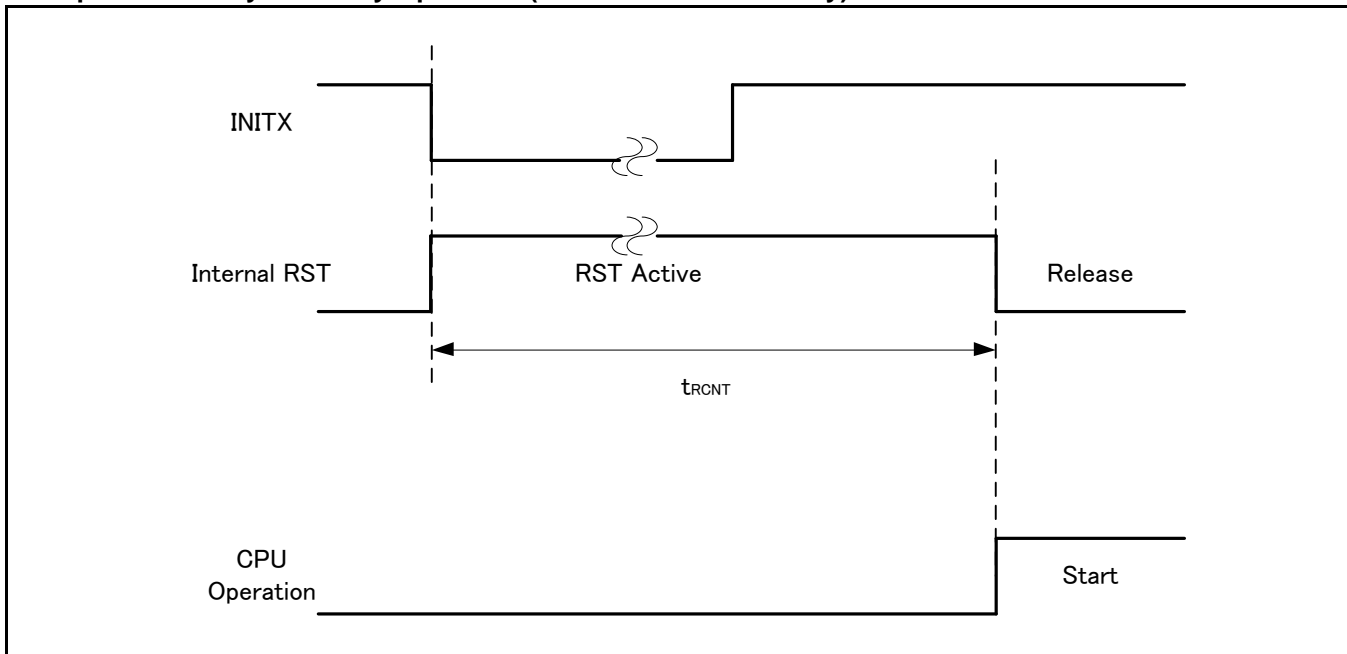 INITX
Internal RST
RST Active
Release
tRCNT
CPU
Operation
Start